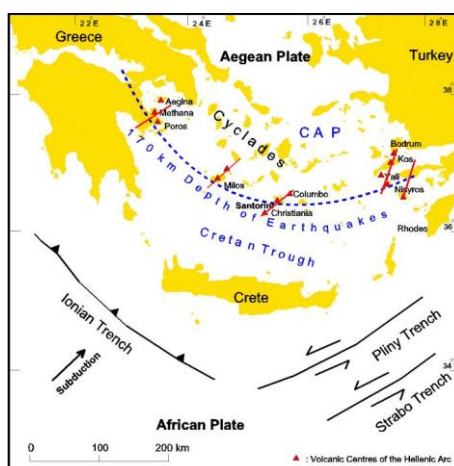 22E
24
26
28 E
Greece
Aegean Plate
Turkey
38
Aegina
Methana
Poros
Cyclades
CAP
Bodrum
Kos
Yali
Nisyros
Milos
Columbo
Santorini
Christiania
170 km Depth of Earthquakes
36
Rhodes
Cretan Trough
Crete
Ionian Trench
Pliny Trench
Subduction
34
Strabo Trench
African Plate
0 100 200 km
: Volcanic Centres of the Hellenic Arc